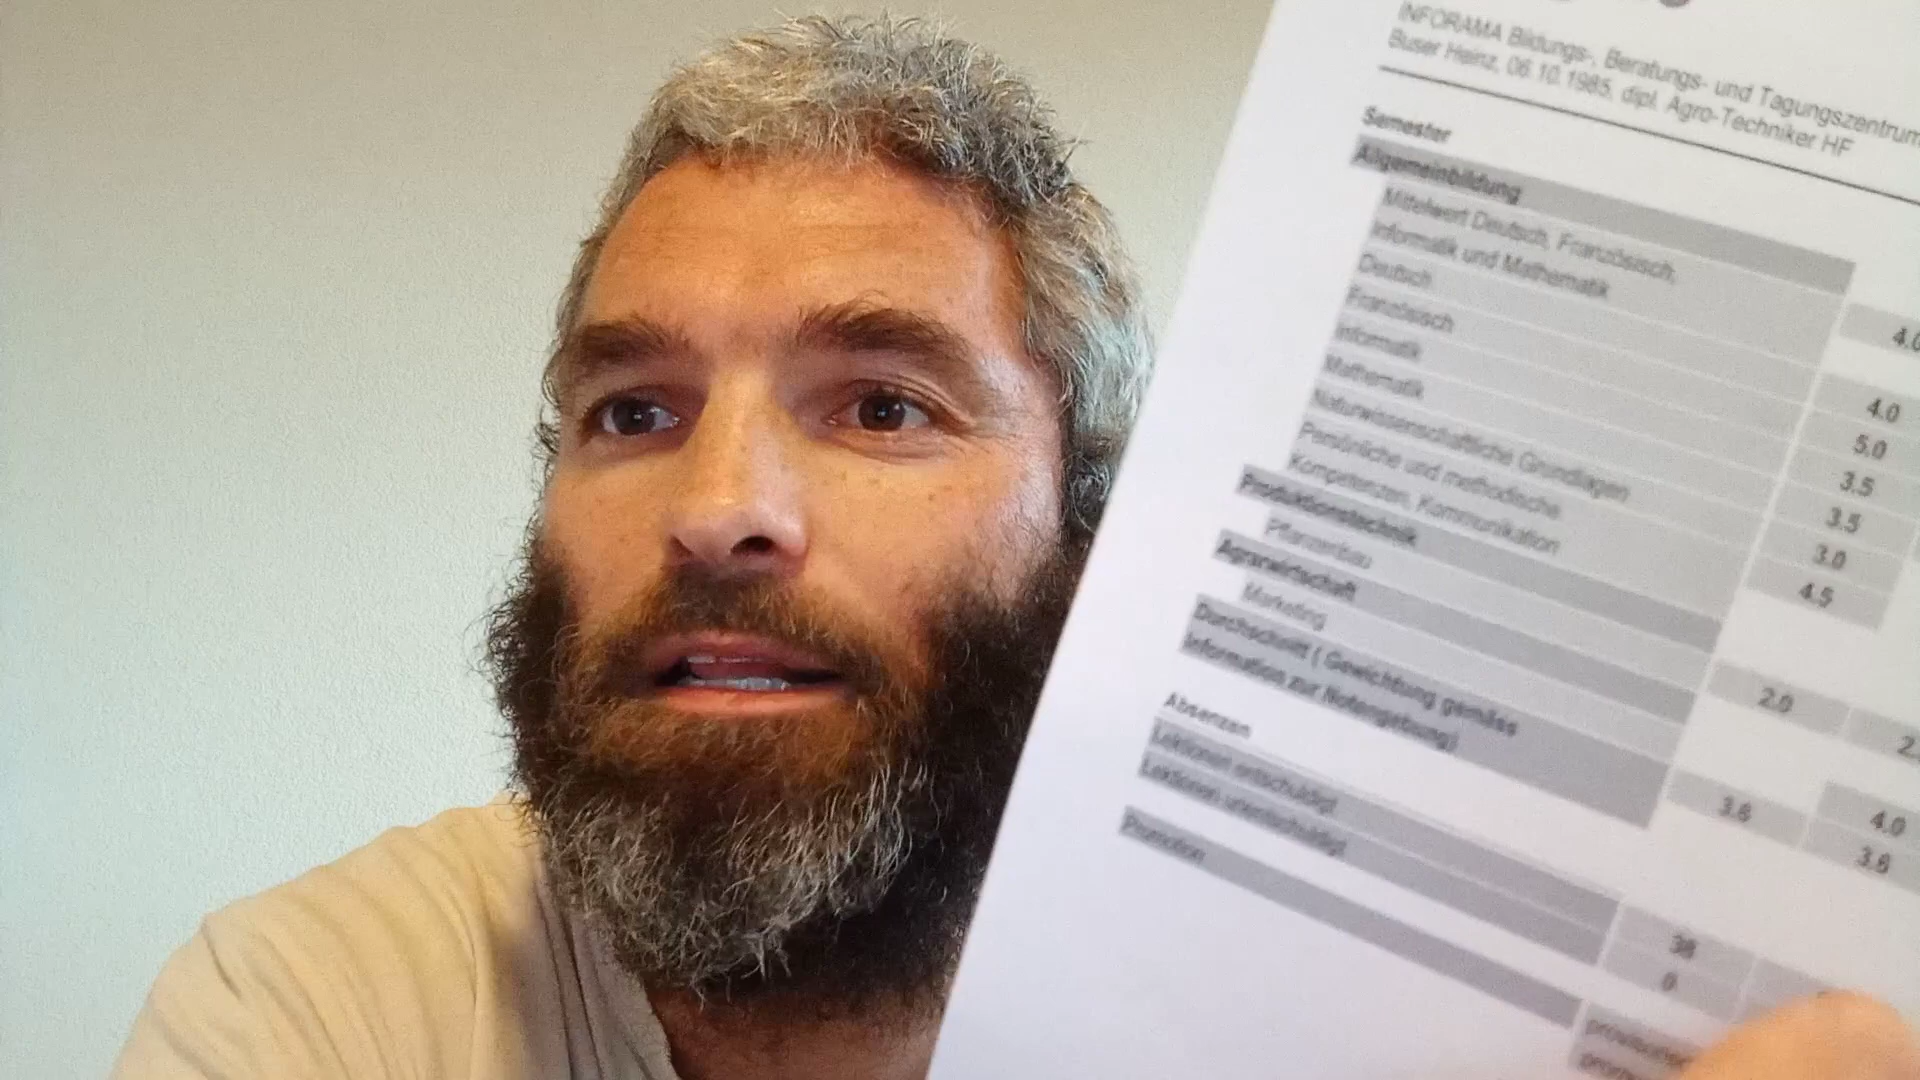 INFORAMA Bildungs-, Beratungs- und Tagungszentrum
Buser Heinz, 06.10.1985, dipl. Agro-Techniker HF
Semester
Allgemeinbildung
Mittelwert Deutsch, Französisch,
Informatik und Mathematik 4.0
Deutsch 4.0
Französisch 5.0
Informatik 3.5
Mathematik 3.5
Naturwissenschaftliche Grundlagen 3.0
Persönliche und methodische
Kompetenzen, Kommunikation 4.5
Produktionstechnik
Pflanzenbau 2.0
Agrarwirtschaft
Marketing 4.0
Durchschnitt ( Gewichtung gemäss
Informationen zur Notengebung) 3.6 3.6
Absenzen
Lektionen entschuldigt 38
Lektionen unentschuldigt 0
Promotion